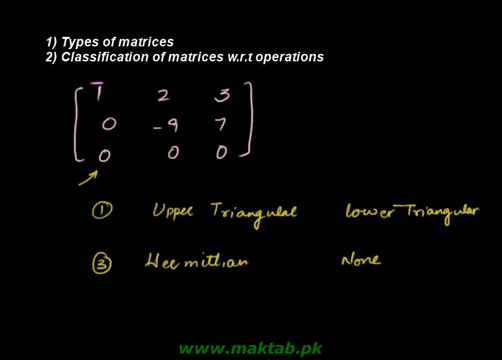 1) Types of matrices
2) Classification of matrices w.r.t operations
1 2 3
0 -9 7
0 0 0
① Upper Triangular lower Triangular
③ Hermitian None
www.maktab.pk